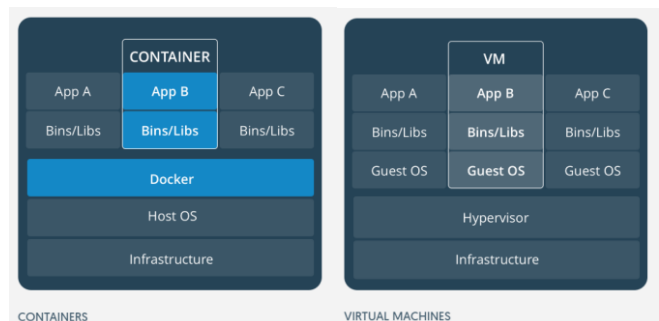 CONTAINER
App A App B App C
Bins/Libs Bins/Libs Bins/Libs
Docker
Host OS
Infrastructure
CONTAINERS
VM
App A App B App C
Bins/Libs Bins/Libs Bins/Libs
Guest OS Guest OS Guest OS
Hypervisor
Infrastructure
VIRTUAL MACHINES